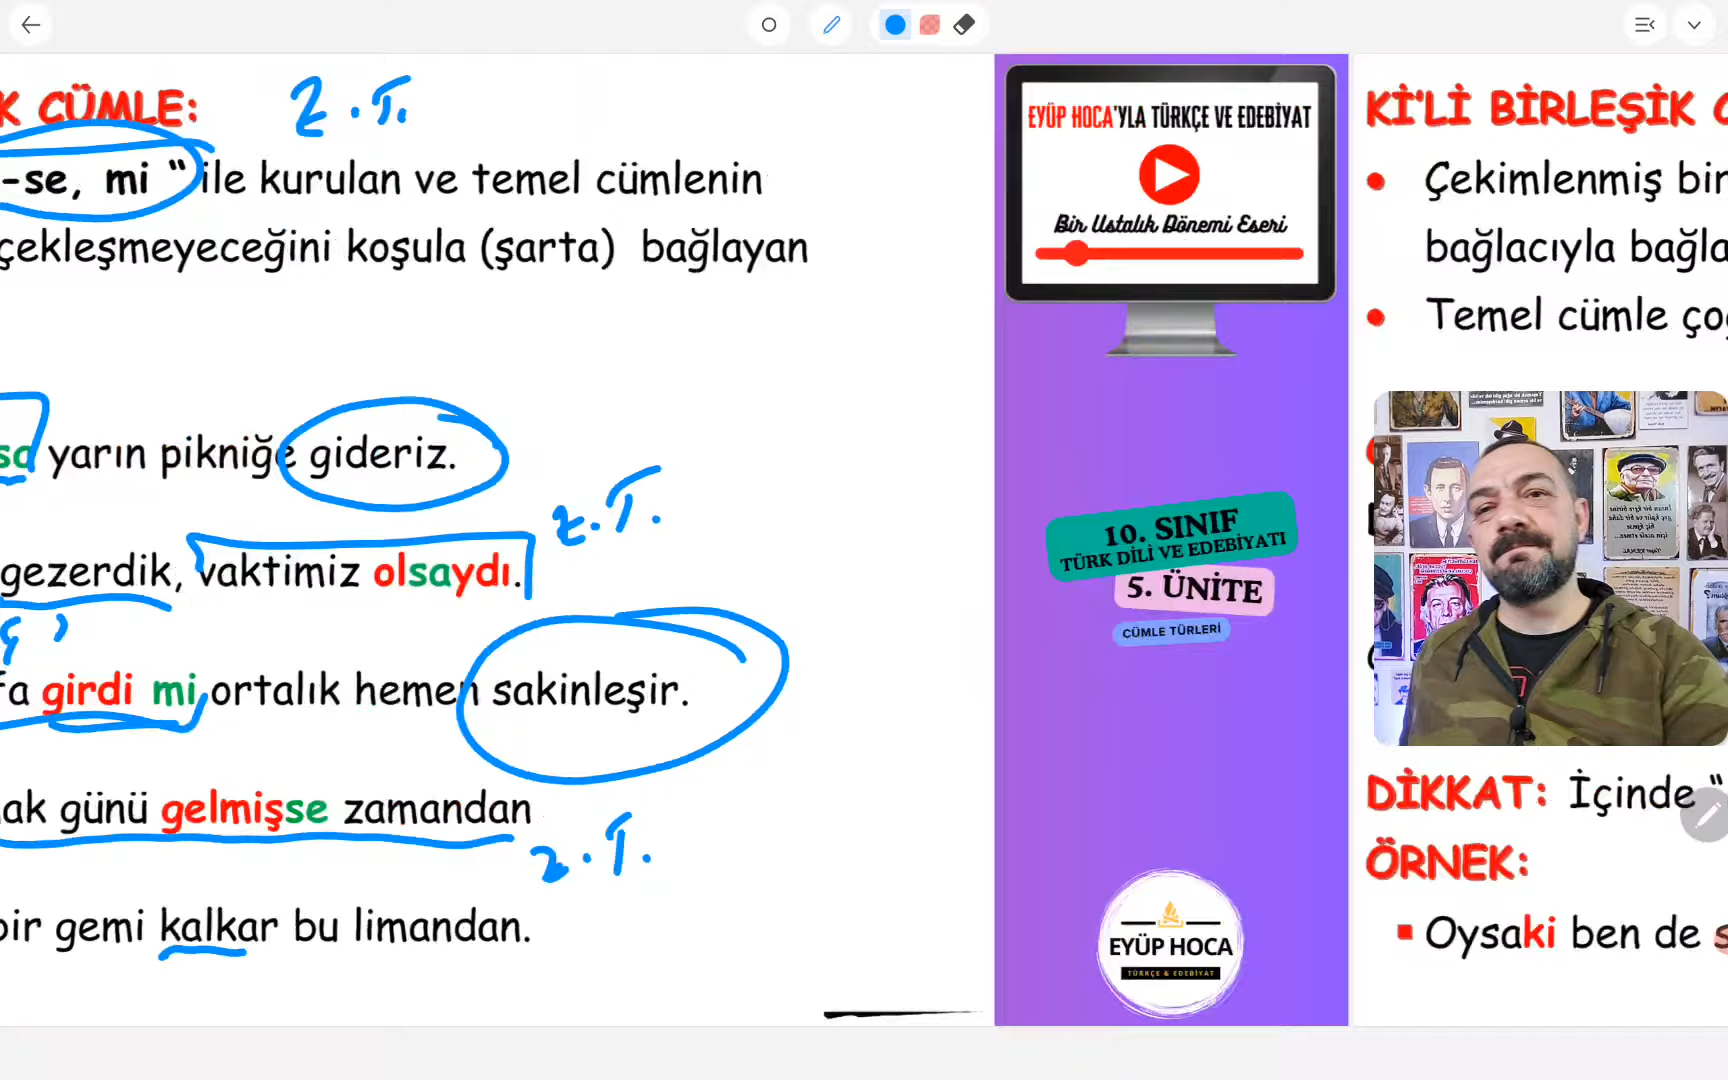 K CÜMLE:
Z.T.
-se, mi " ile kurulan ve temel cümlenin
çekleşmeyeceğini koşula (şarta) bağlayan
sa yarın pikniğe gideriz.
z.T.
gezerdik, vaktimiz olsaydı.
fa girdi mi, ortalık hemen sakinleşir.
ak günü gelmişse zamandan
z.T.
bir gemi kalkar bu limandan.
EYÜP HOCA'YLA TÜRKÇE VE EDEBİYAT
Bir Ustalık Dönemi Eseri
10. SINIF
TÜRK DİLİ VE EDEBİYATI
5. ÜNİTE
CÜMLE TÜRLERİ
EYÜP HOCA
TÜRKÇE & EDEBİYAT
Kİ'Lİ BİRLEŞİK
Çekimlenmiş bir
bağlacıyla bağla
Temel cümle ço
DİKKAT: İçinde "
ÖRNEK:
Oysaki ben de